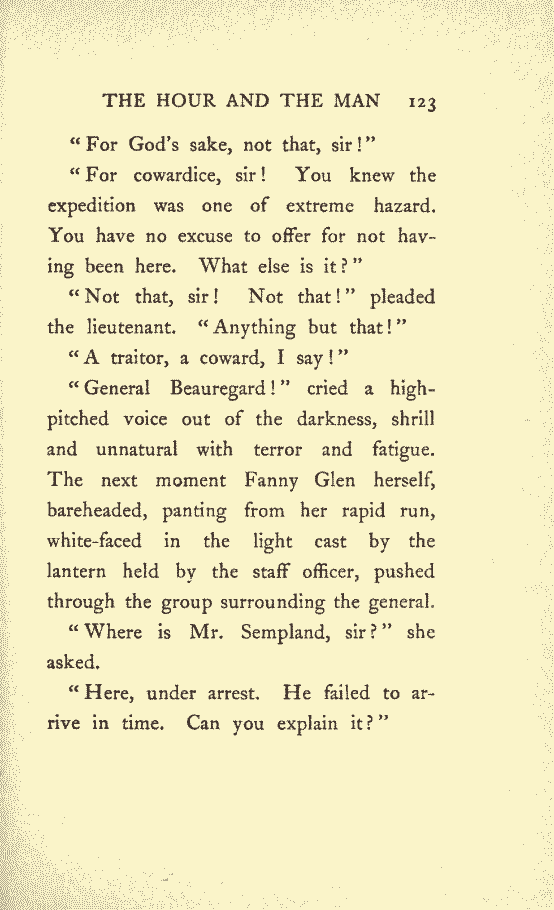 THE HOUR AND THE MAN 123
“For God's sake, not that, sir!”
“For cowardice, sir! You knew the
expedition was one of extreme hazard.
You have no excuse to offer for not hav-
ing been here. What else is it?”
“Not that, sir! Not that!” pleaded
the lieutenant. “Anything but that!”
“A traitor, a coward, I say!”
“General Beauregard!” cried a high-
pitched voice out of the darkness, shrill
and unnatural with terror and fatigue.
The next moment Fanny Glen herself,
bareheaded, panting from her rapid run,
white-faced in the light cast by the
lantern held by the staff officer, pushed
through the group surrounding the general.
“Where is Mr. Sempland, sir?” she
asked.
“Here, under arrest. He failed to ar-
rive in time. Can you explain it?”